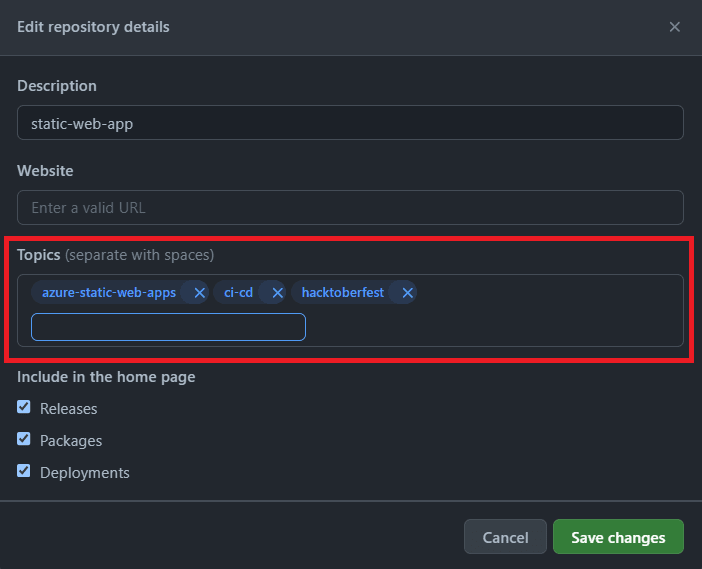 Edit repository details
Description
static-web-app
Website
Enter a valid URL
Topics (separate with spaces)
azure-static-web-apps ci-cd hacktoberfest
Include in the home page
Releases
Packages
Deployments
Cancel Save changes